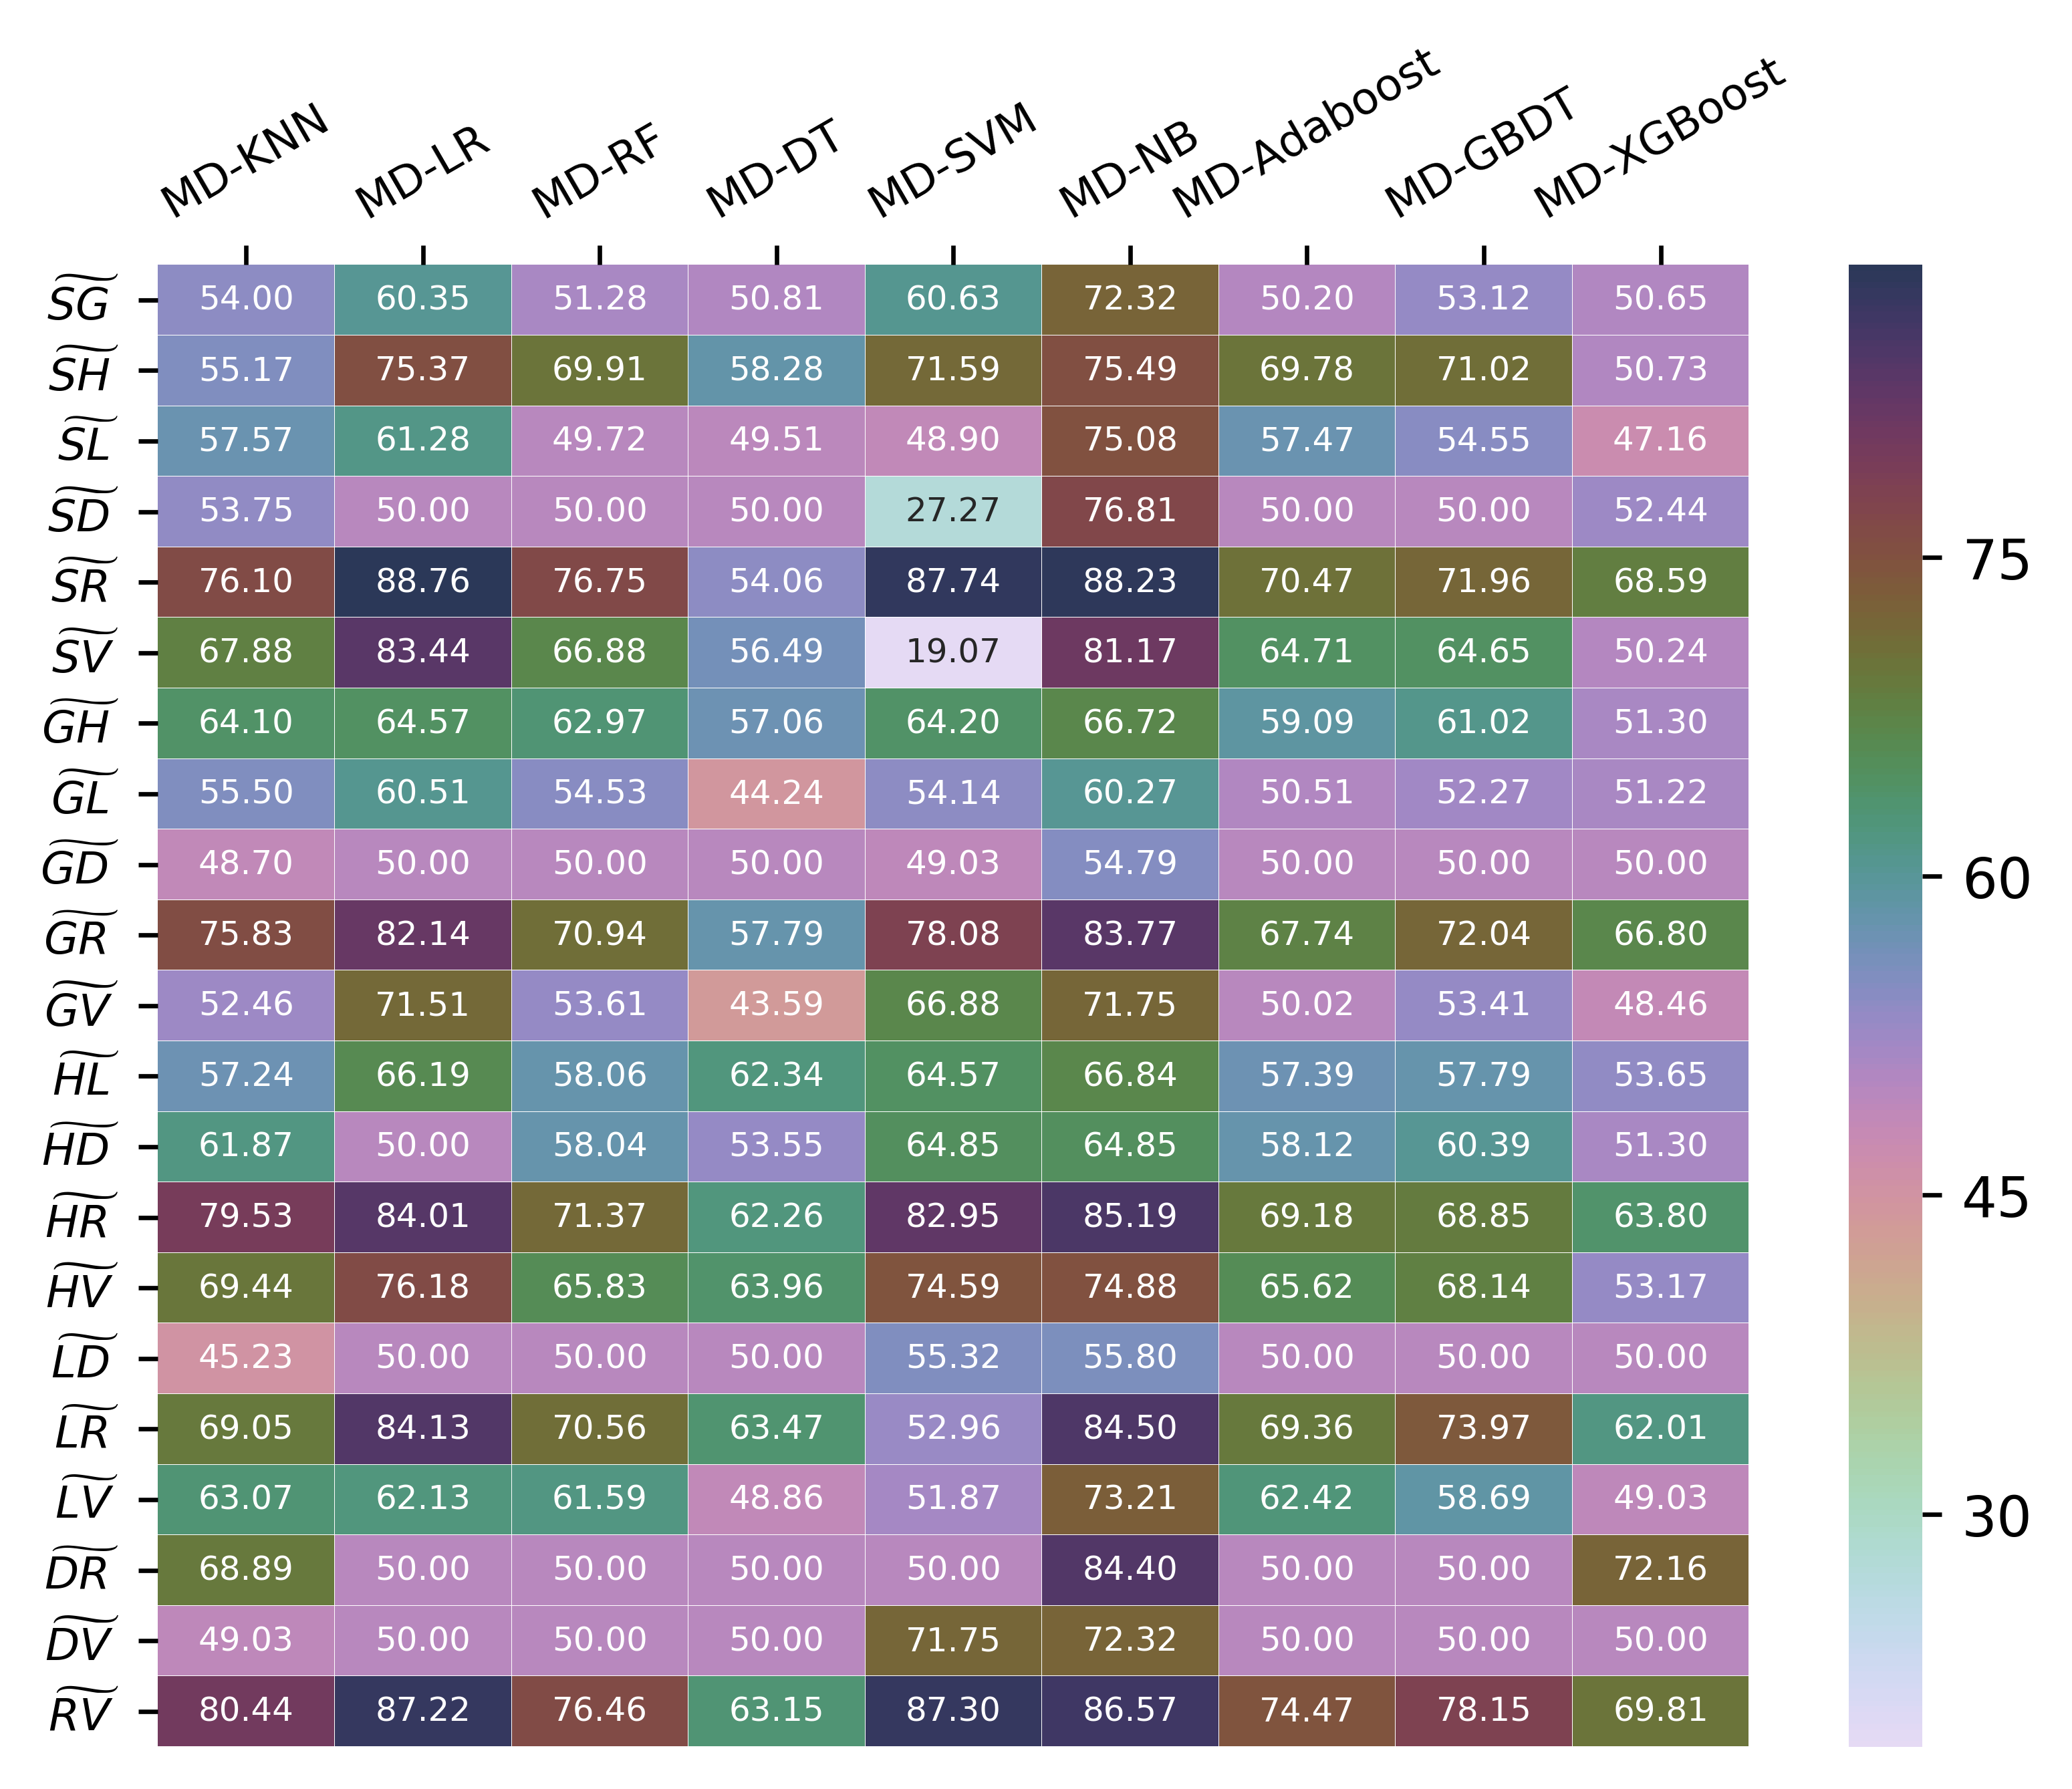 MD-KNN MD-LR MD-RF MD-DT MD-SVM MD-NB MD-Adaboost MD-GBDT MD-XGBoost
S͠G͠ 54.00 60.35 51.28 50.81 60.63 72.32 50.20 53.12 50.65
S͠H͠ 55.17 75.37 69.91 58.28 71.59 75.49 69.78 71.02 50.73
S͠L͠ 57.57 61.28 49.72 49.51 48.90 75.08 57.47 54.55 47.16
S͠D͠ 53.75 50.00 50.00 50.00 27.27 76.81 50.00 50.00 52.44
S͠R͠ 76.10 88.76 76.75 54.06 87.74 88.23 70.47 71.96 68.59
S͠V͠ 67.88 83.44 66.88 56.49 19.07 81.17 64.71 64.65 50.24
G͠H͠ 64.10 64.57 62.97 57.06 64.20 66.72 59.09 61.02 51.30
G͠L͠ 55.50 60.51 54.53 44.24 54.14 60.27 50.51 52.27 51.22
G͠D͠ 48.70 50.00 50.00 50.00 49.03 54.79 50.00 50.00 50.00
G͠R͠ 75.83 82.14 70.94 57.79 78.08 83.77 67.74 72.04 66.80
G͠V͠ 52.46 71.51 53.61 43.59 66.88 71.75 50.02 53.41 48.46
H͠L͠ 57.24 66.19 58.06 62.34 64.57 66.84 57.39 57.79 53.65
H͠D͠ 61.87 50.00 58.04 53.55 64.85 64.85 58.12 60.39 51.30
H͠R͠ 79.53 84.01 71.37 62.26 82.95 85.19 69.18 68.85 63.80
H͠V͠ 69.44 76.18 65.83 63.96 74.59 74.88 65.62 68.14 53.17
L͠D͠ 45.23 50.00 50.00 50.00 55.32 55.80 50.00 50.00 50.00
L͠R͠ 69.05 84.13 70.56 63.47 52.96 84.50 69.36 73.97 62.01
L͠V͠ 63.07 62.13 61.59 48.86 51.87 73.21 62.42 58.69 49.03
D͠R͠ 68.89 50.00 50.00 50.00 50.00 84.40 50.00 50.00 72.16
D͠V͠ 49.03 50.00 50.00 50.00 71.75 72.32 50.00 50.00 50.00
R͠V͠ 80.44 87.22 76.46 63.15 87.30 86.57 74.47 78.15 69.81
75
60
45
30